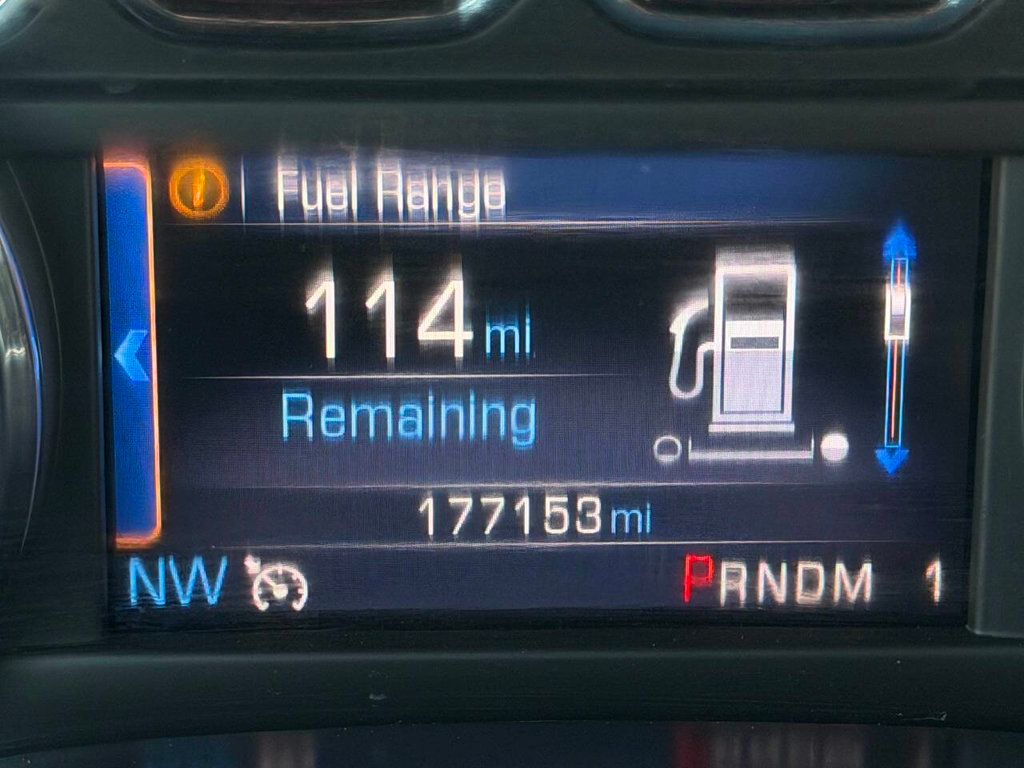 Fuel Range
114 mi
Remaining
177153 mi
NW PRNDM 1